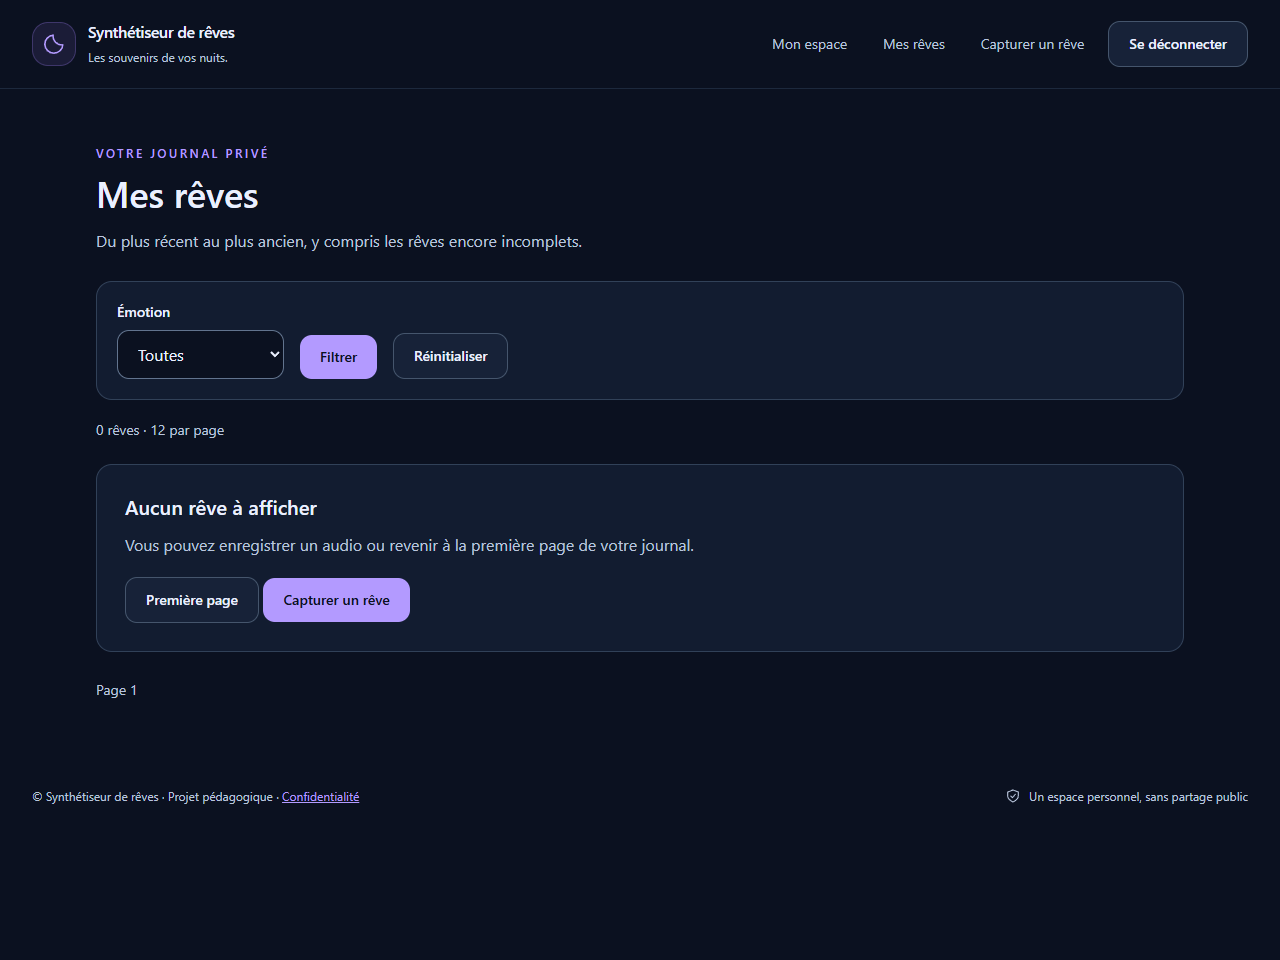 Synthétiseur de rêves
Les souvenirs de vos nuits.
Mon espace
Mes rêves
Capturer un rêve
Se déconnecter
VOTRE JOURNAL PRIVÉ
Mes rêves
Du plus récent au plus ancien, y compris les rêves encore incomplets.
Émotion
Toutes
Filtrer
Réinitialiser
0 rêves · 12 par page
Aucun rêve à afficher
Vous pouvez enregistrer un audio ou revenir à la première page de votre journal.
Première page
Capturer un rêve
Page 1
© Synthétiseur de rêves · Projet pédagogique · Confidentialité
Un espace personnel, sans partage public